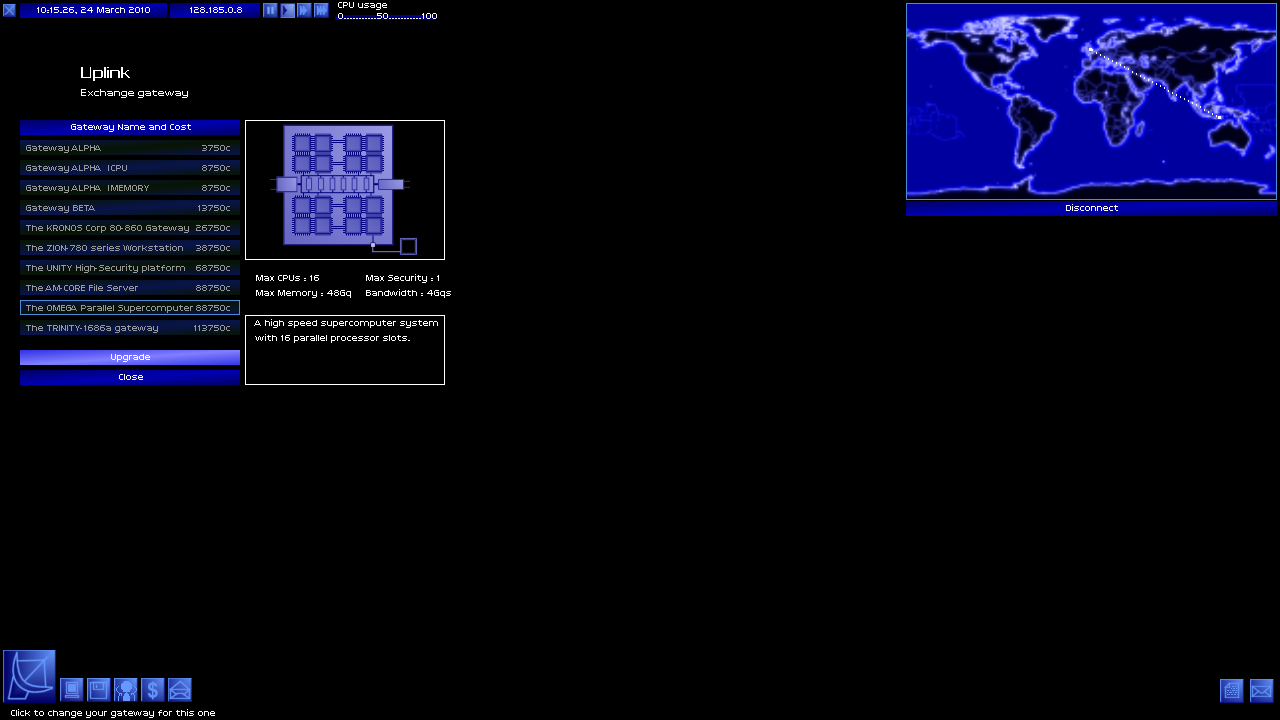 10:15.26, 24 March 2010
128.185.0.8
CPU usage
0...........50...........100
Uplink
Exchange gateway
Gateway Name and Cost
Gateway ALPHA 3750c
Gateway ALPHA ICPU 8750c
Gateway ALPHA IMEMORY 8750c
Gateway BETA 13750c
The KRONOS Corp 80-860 Gateway 26750c
The ZION-780 series Workstation 38750c
The UNITY High-Security platform 68750c
The AM-CORE File Server 88750c
The OMEGA Parallel Supercomputer 88750c
The TRINITY-1686a gateway 113750c
Upgrade
Close
Max CPUs : 16 Max Security : 1
Max Memory : 48Gq Bandwidth : 4Gqs
A high speed supercomputer system
with 16 parallel processor slots.
Disconnect
$
Click to change your gateway for this one